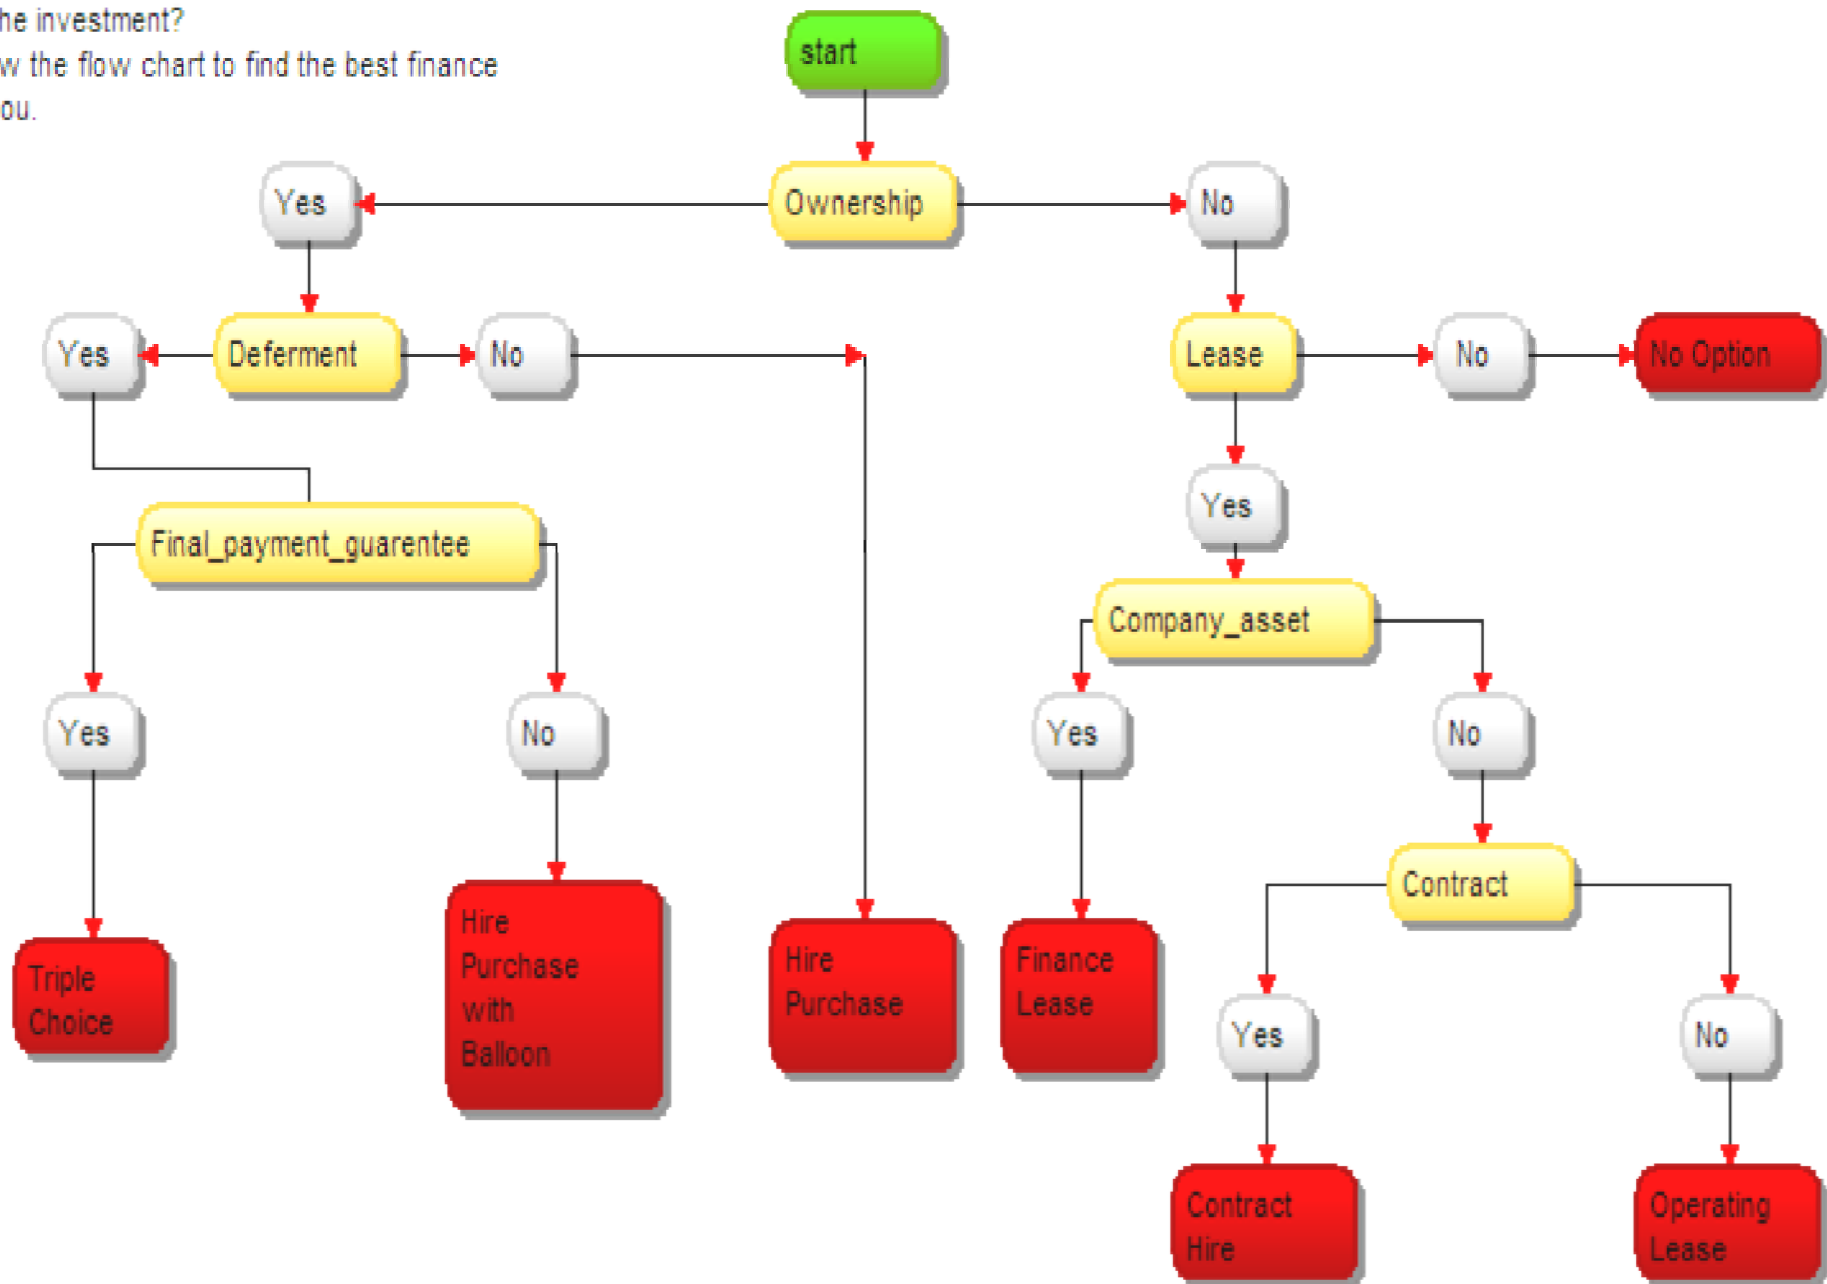 he investment?
w the flow chart to find the best finance
ou.
start
Yes
Ownership
No
Yes
Deferment
No
Lease
No
No Option
Yes
Final_payment_guarentee
Company_asset
Yes
No
Yes
No
Contract
Triple
Choice
Hire
Purchase
with
Balloon
Hire
Purchase
Finance
Lease
Yes
No
Contract
Hire
Operating
Lease